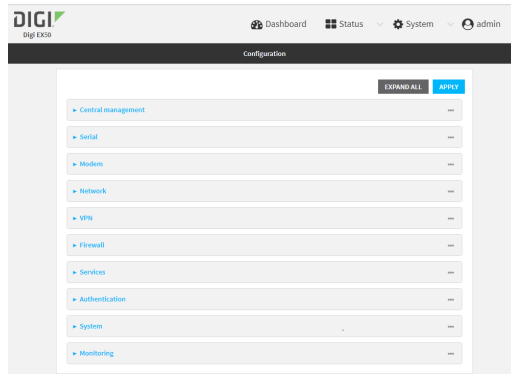 DIGI
Digi EX50
Dashboard Status System admin
Configuration
EXPAND ALL APPLY
Central management
Serial
Modem
Network
VPN
Firewall
Services
Authentication
System
Monitoring